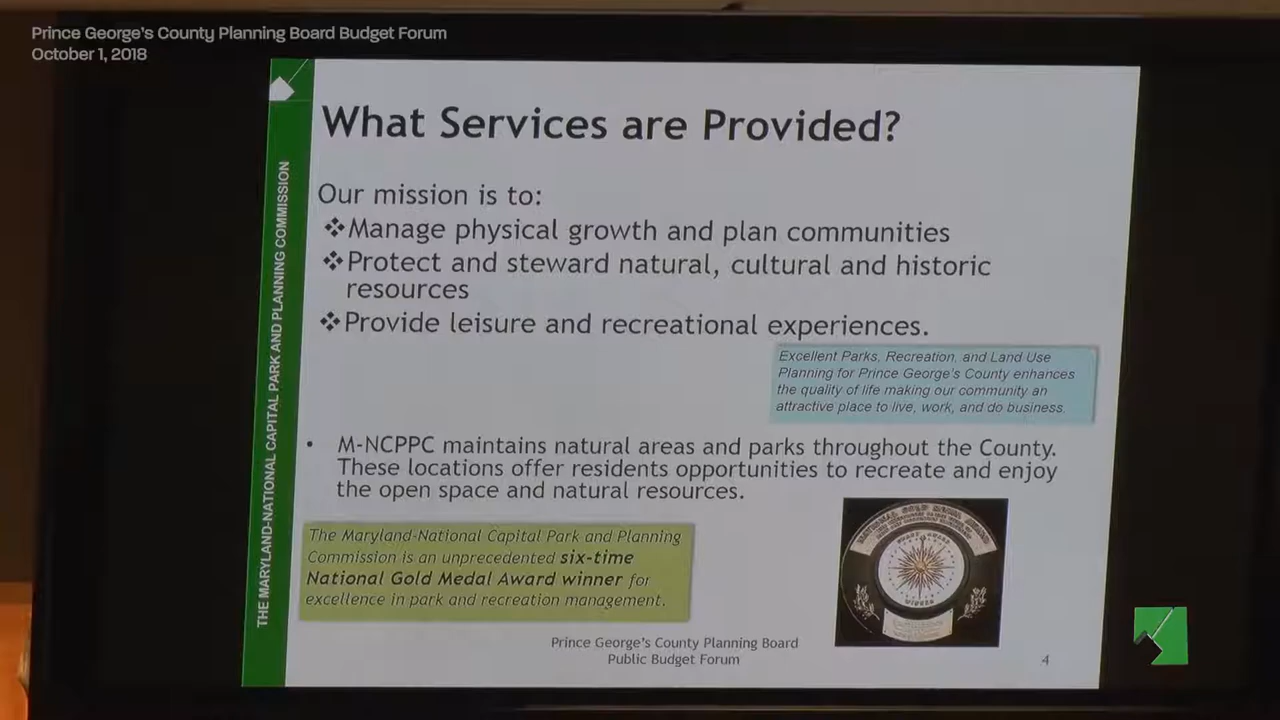 Prince George's County Planning Board Budget Forum
October 1, 2018
THE MARYLAND-NATIONAL CAPITAL PARK AND PLANNING COMMISSION
What Services are Provided?
Our mission is to:
❖Manage physical growth and plan communities
❖Protect and steward natural, cultural and historic
resources
❖Provide leisure and recreational experiences.
Excellent Parks, Recreation, and Land Use
Planning for Prince George's County enhances
the quality of life making our community an
attractive place to live, work, and do business.
• M-NCPPC maintains natural areas and parks throughout the County.
These locations offer residents opportunities to recreate and enjoy
the open space and natural resources.
The Maryland-National Capital Park and Planning
Commission is an unprecedented six-time
National Gold Medal Award winner for
excellence in park and recreation management.
NATIONAL GOLD MEDAL AWARD
WINNER
Prince George's County Planning Board
Public Budget Forum
4